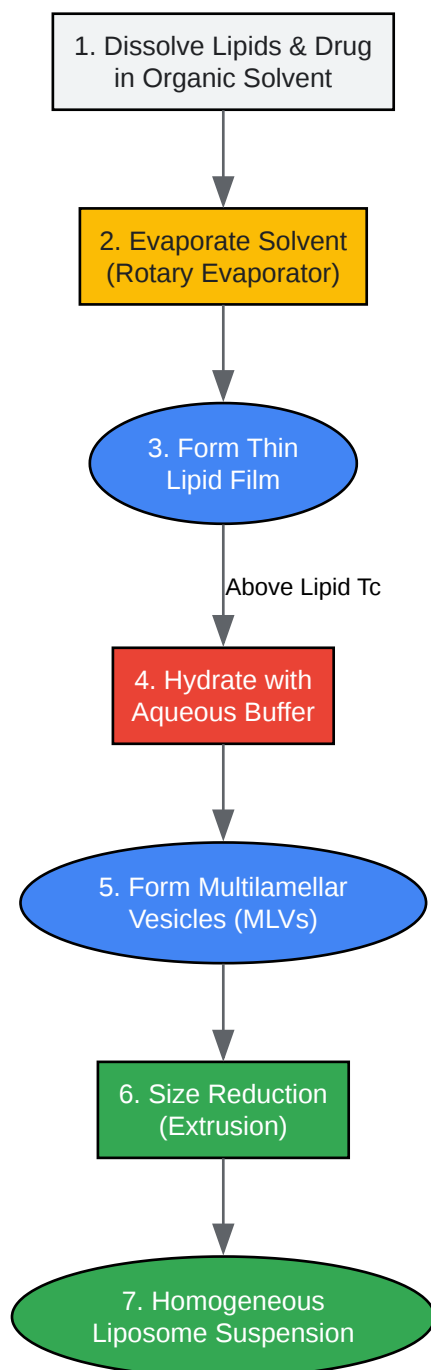 1. Dissolve Lipids & Drug
in Organic Solvent
2. Evaporate Solvent
(Rotary Evaporator)
3. Form Thin
Lipid Film
Above Lipid Tc
4. Hydrate with
Aqueous Buffer
5. Form Multilamellar
Vesicles (MLVs)
6. Size Reduction
(Extrusion)
7. Homogeneous
Liposome Suspension